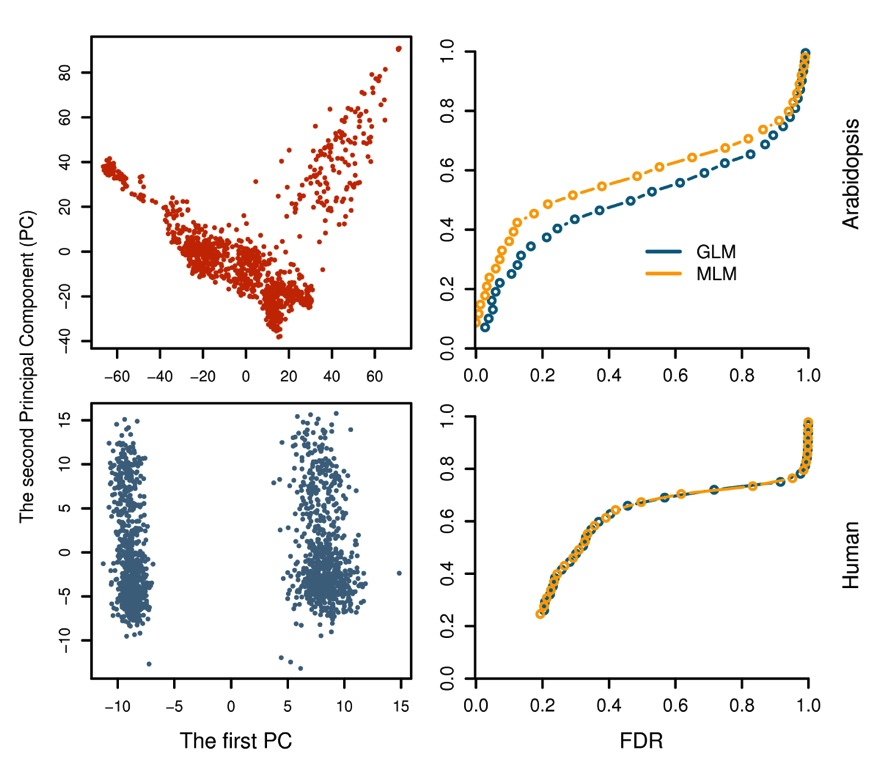 The second Principal Component (PC)
80
60
40
20
0
−20
−40
−60 −40 −20 0 20 40 60
1.0
0.8
0.6
0.4
0.2
0.0
GLM
MLM
0.0 0.2 0.4 0.6 0.8 1.0
Arabidopsis
15
10
5
0
−5
−10
−10 −5 0 5 10 15
The first PC
1.0
0.8
0.6
0.4
0.2
0.0
0.0 0.2 0.4 0.6 0.8 1.0
FDR
Human